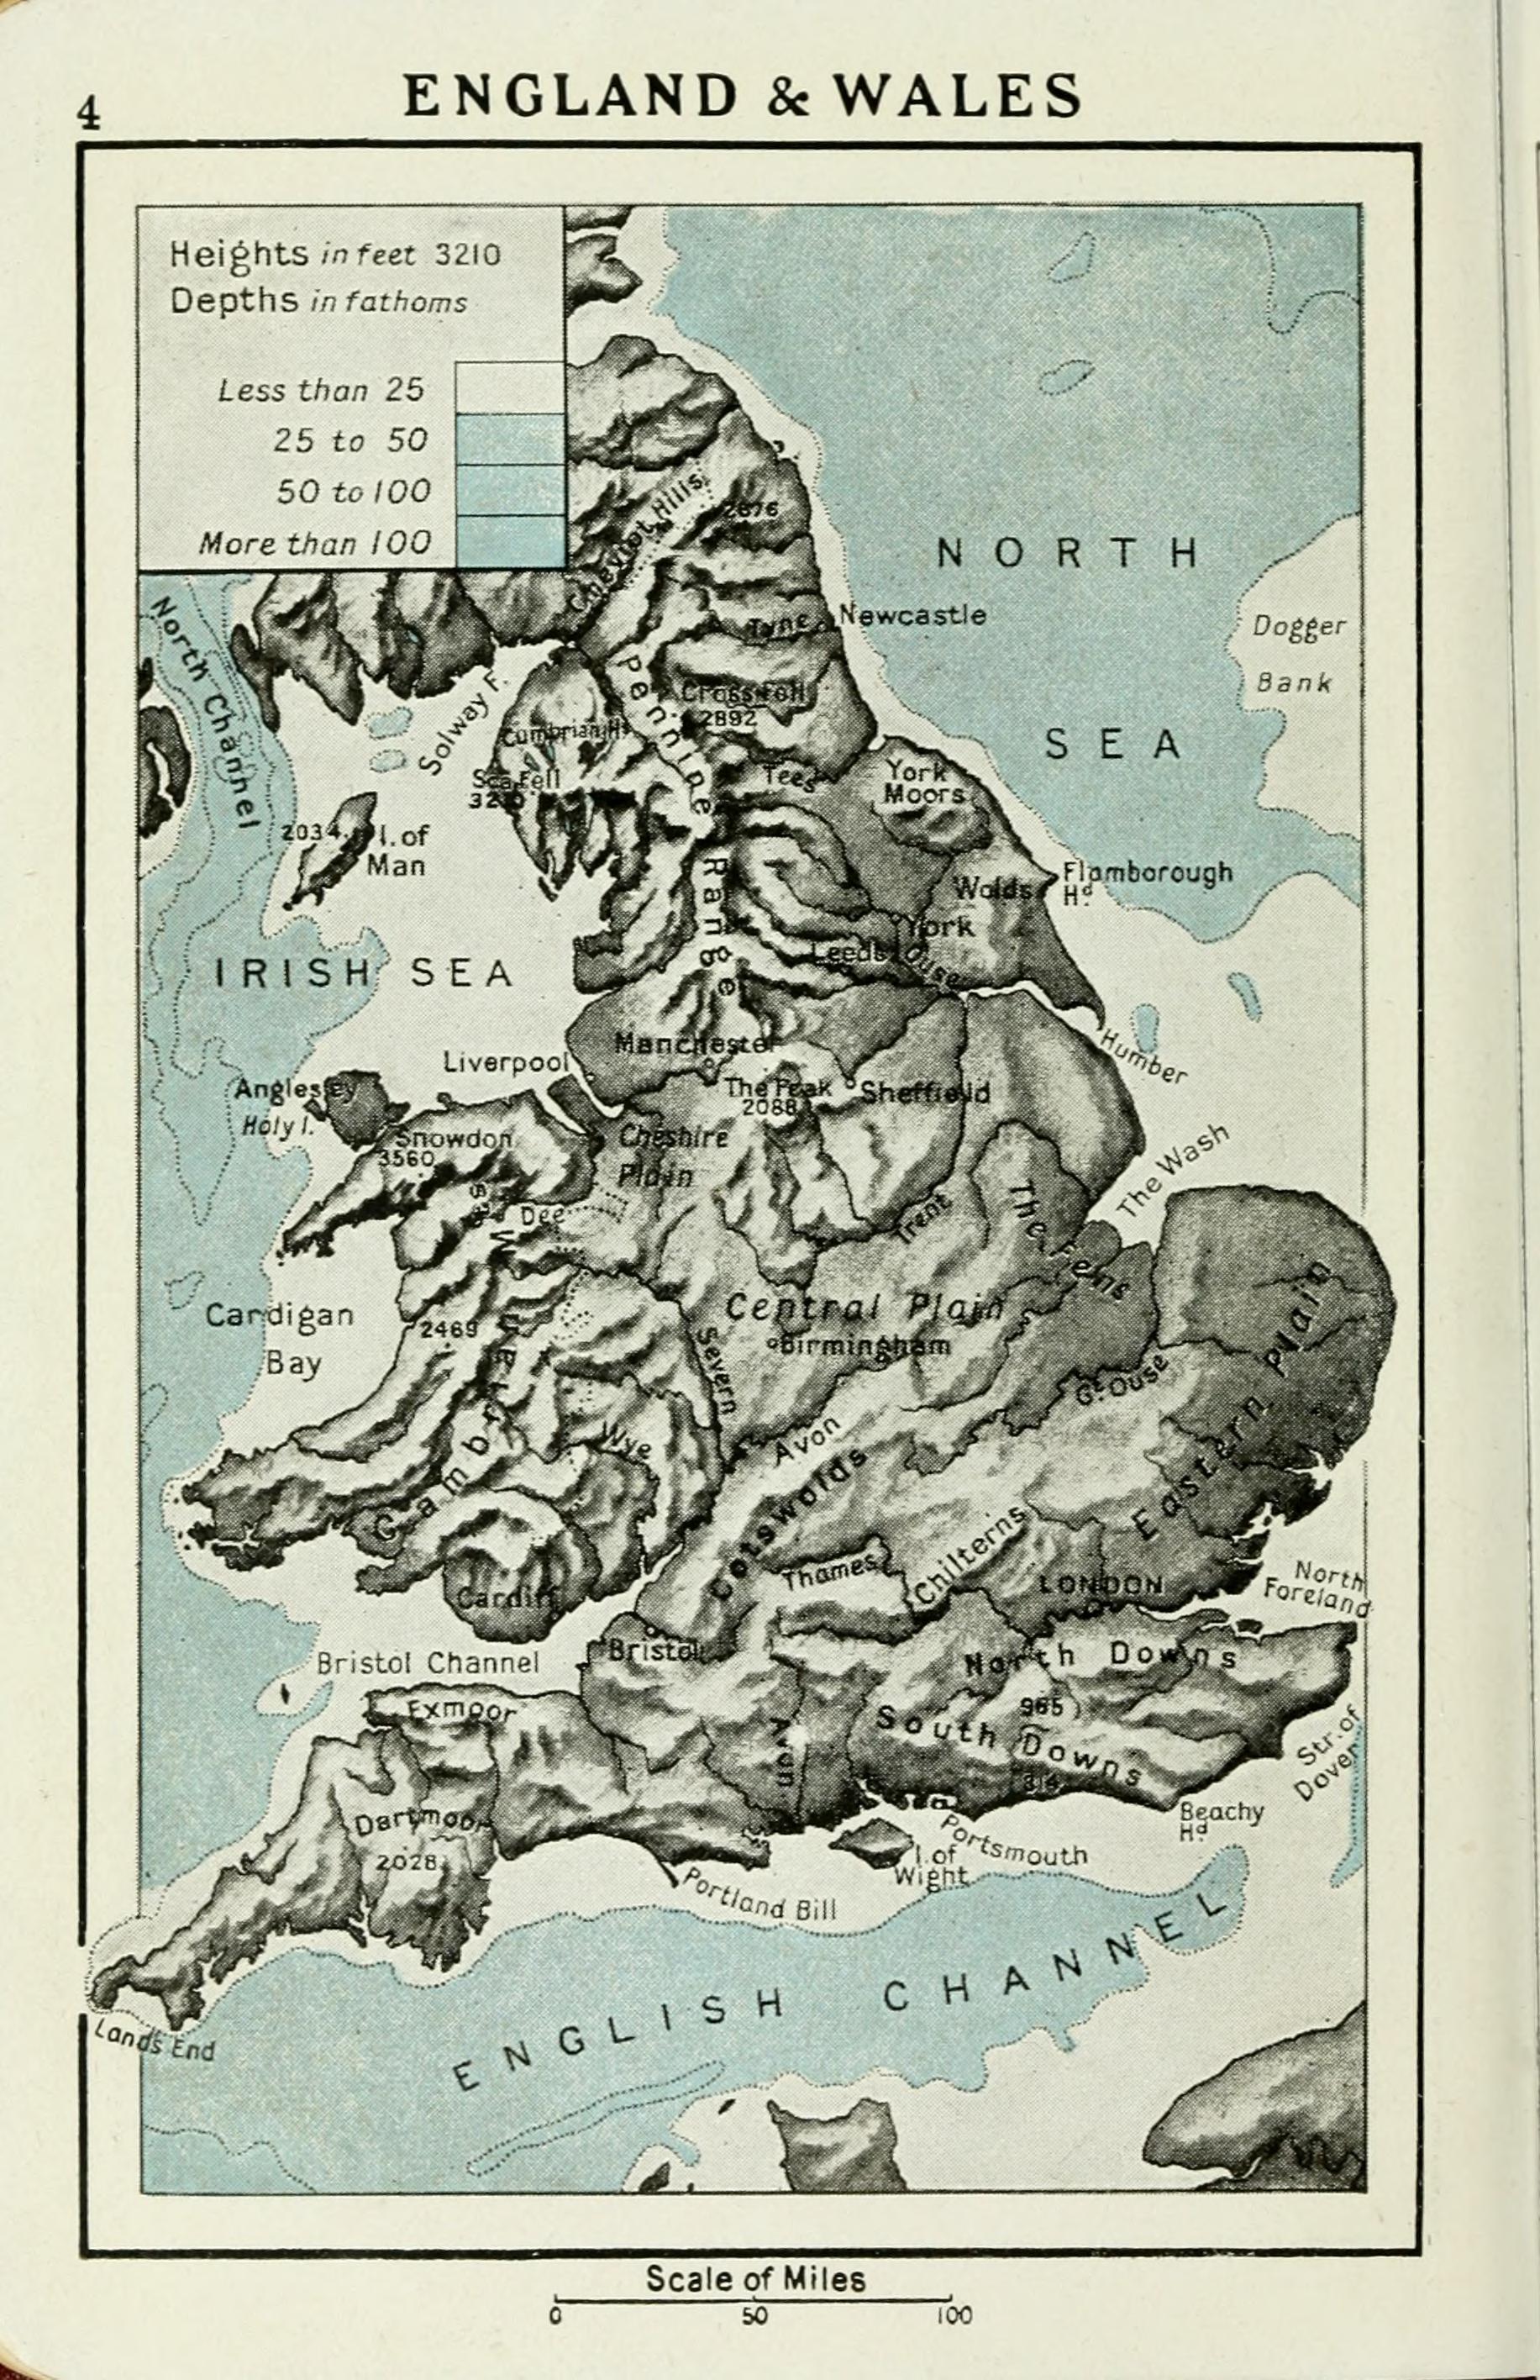 4
ENGLAND & WALES
Heights in feet 3210
Depths in fathoms
Less than 25
25 to 50
50 to 100
More than 100
Cheviot Hills
2676
NORTH
North Channel
Tyne
Newcastle
Dogger
Bank
Solway F.
Pennine
Cross Fell
2892
Cumbrian Hs
SEA
Sca Fell
3210
Tees
York
Moors
2034
I. of
Man
Range
Flamborough
Hd.
Wolds
York
Leeds
Ouse
IRISH SEA
Manchester
Humber
Liverpool
Anglesey
Holy I.
The Peak
2088
Sheffield
Snowdon
3560
Cheshire
Plain
The Wash
Dee
Trent
The Fens
Cardigan
Bay
2469
Central Plain
Birmingham
Severn
Eastern Plain
Gt. Ouse
Wye
Avon
Cotswolds
Thames
Chilterns
LONDON
North
Foreland
Cardiff
Bristol
Bristol Channel
North Downs
Exmoor
965
South Downs
Avon
Str. of
Dover
814
Dartmoor
2028
Beachy
Hd.
Portsmouth
I. of
Wight
Portland Bill
ENGLISH CHANNEL
Lands End
Scale of Miles
0 50 100